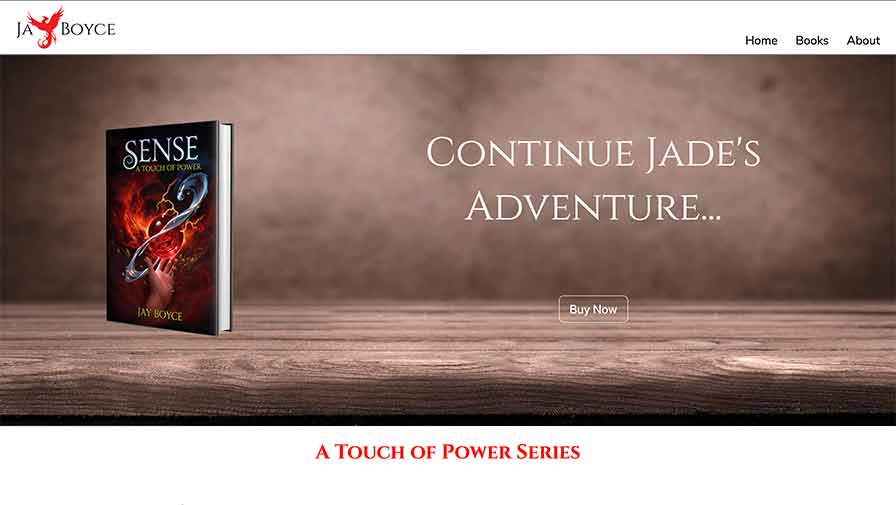 JAY BOYCE
Home Books About
SENSE
A TOUCH OF POWER
JAY BOYCE
Continue Jade's
Adventure...
Buy Now
A Touch of Power Series